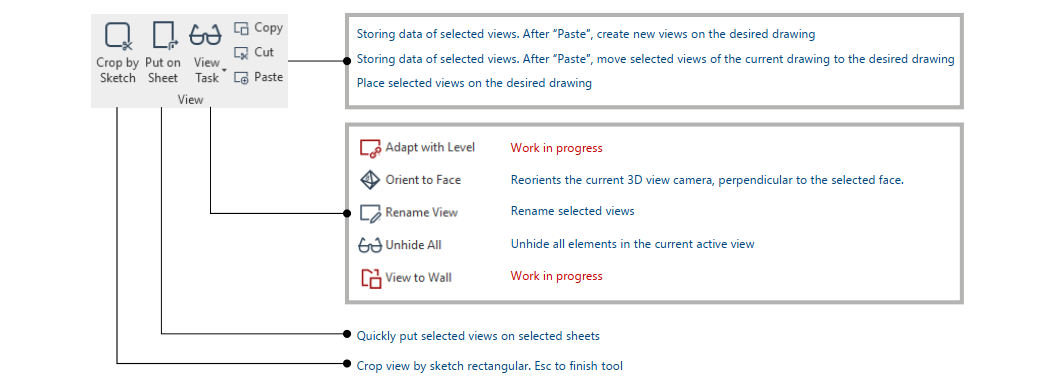 Crop by
Sketch
Put on
Sheet
View
Task
Copy
Cut
Paste
View
Storing data of selected views. After “Paste”, create new views on the desired drawing
Storing data of selected views. After “Paste”, move selected views of the current drawing to the desired drawing
Place selected views on the desired drawing
Adapt with Level Work in progress
Orient to Face Reorients the current 3D view camera, perpendicular to the selected face.
Rename View Rename selected views
Unhide All Unhide all elements in the current active view
View to Wall Work in progress
Quickly put selected views on selected sheets
Crop view by sketch rectangular. Esc to finish tool